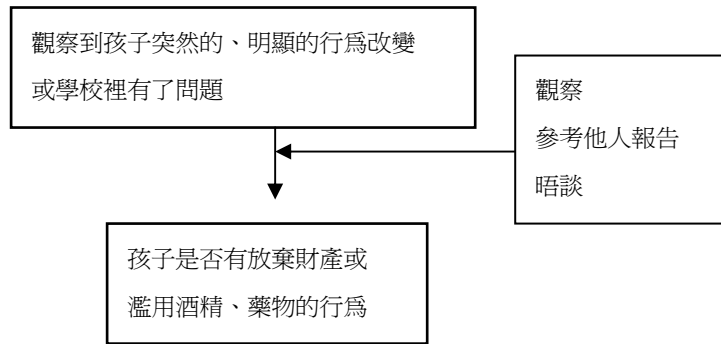 觀察到孩子突然的、明顯的行為改變
或學校裡有了問題
觀察
參考他人報告
晤談
孩子是否有放棄財產或
濫用酒精、藥物的行為